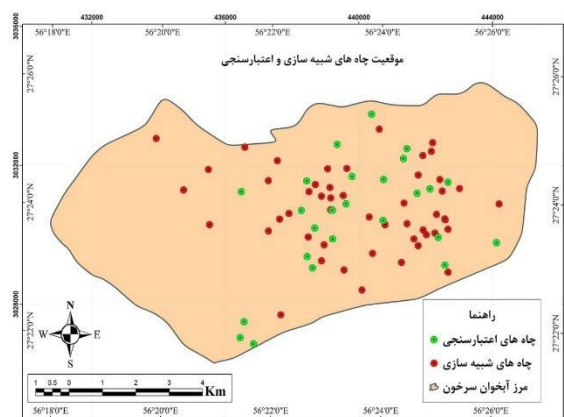 432000 436000 440000 444000
56°18'0"E 56°20'0"E 56°22'0"E 56°24'0"E 56°26'0"E
موقعیت چاه های شبیه سازی و اعتبارسنجی
3036000
27°26'0"N
27°26'0"N
3032000
27°24'0"N
27°24'0"N
3028000
27°22'0"N
27°22'0"N
N
W E
S
1 0.5 0 1 2 3 4
Km
راهنما
چاه های اعتبارسنجی
چاه های شبیه سازی
مرز آبخوان سرخون
56°18'0"E 56°20'0"E 56°22'0"E 56°24'0"E 56°26'0"E